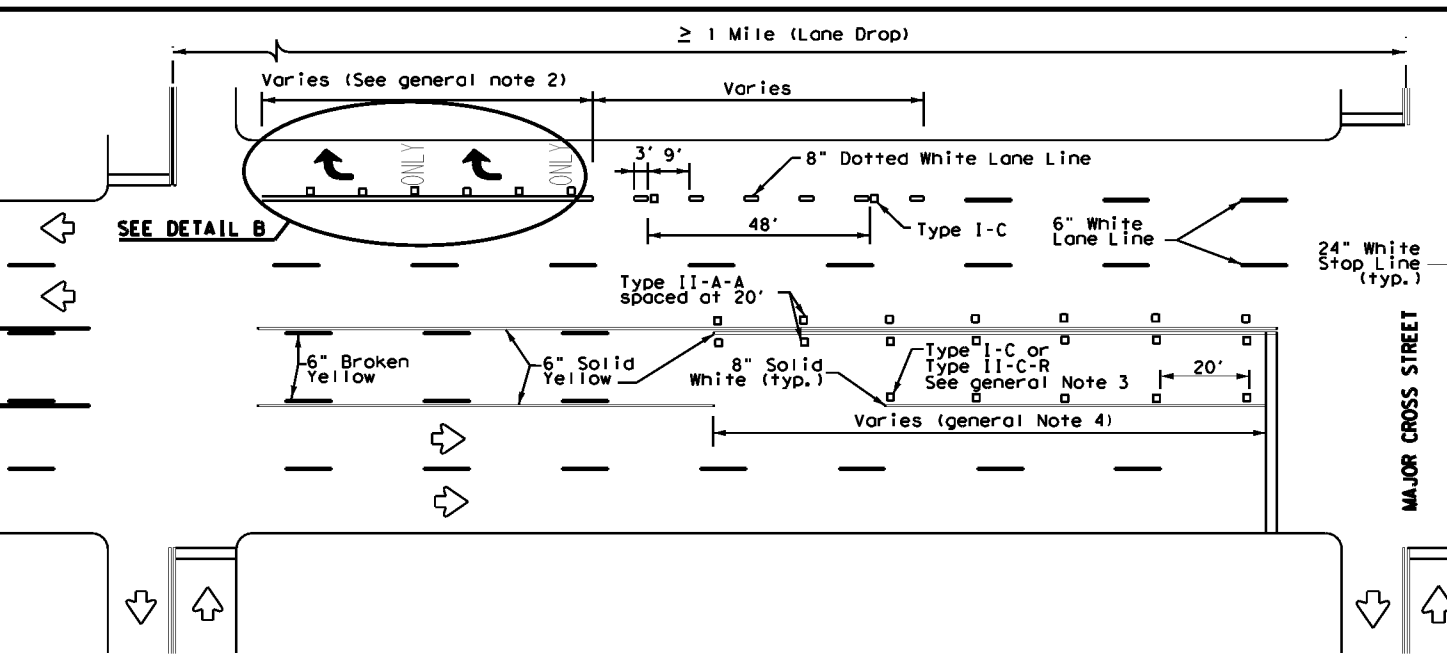 ≥ 1 Mile (Lane Drop)
Varies (See general note 2)
Varies
ONLY
ONLY
3' 9'
8" Dotted White Lane Line
SEE DETAIL B
48'
Type I-C
6" White
Lane Line
24" White
Stop Line
(typ.)
Type II-A-A
spaced at 20'
6" Broken
Yellow
6" Solid
Yellow
8" Solid
White (typ.)
Type I-C or
Type II-C-R
See general Note 3
20'
Varies (general Note 4)
MAJOR CROSS STREET